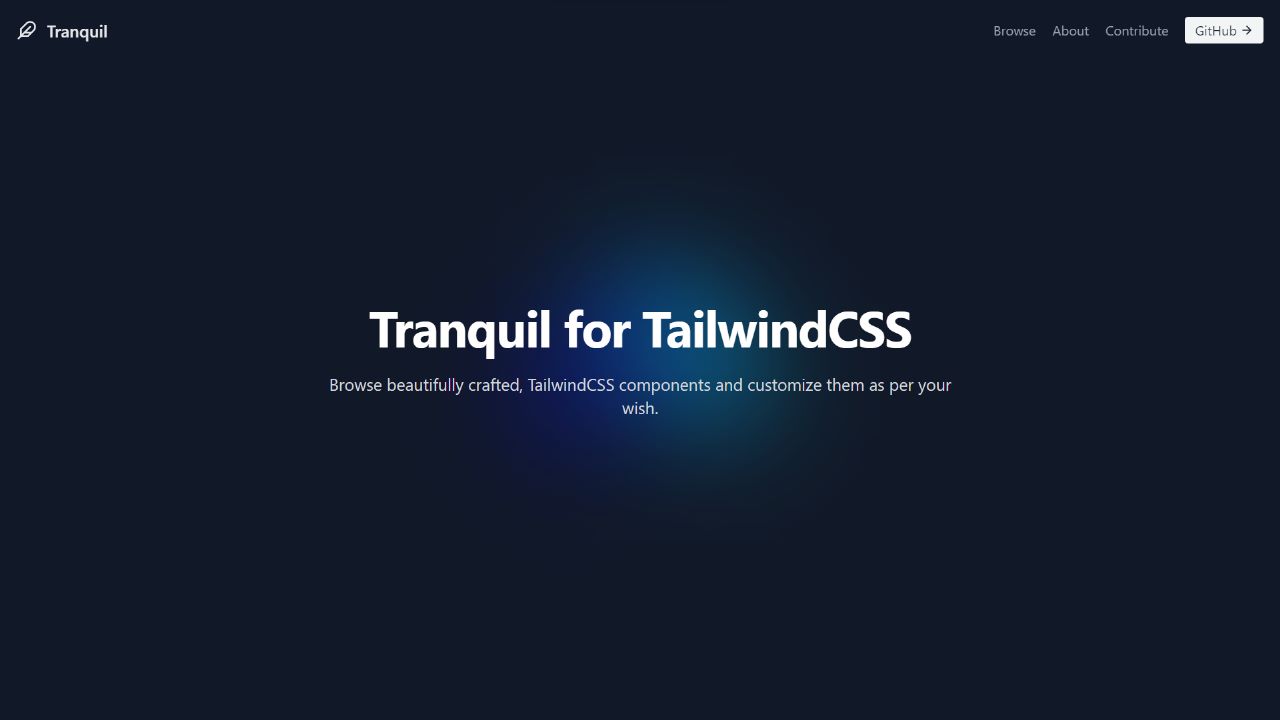 Tranquil
Browse
About
Contribute
GitHub →
Tranquil for TailwindCSS
Browse beautifully crafted, TailwindCSS components and customize them as per your
wish.